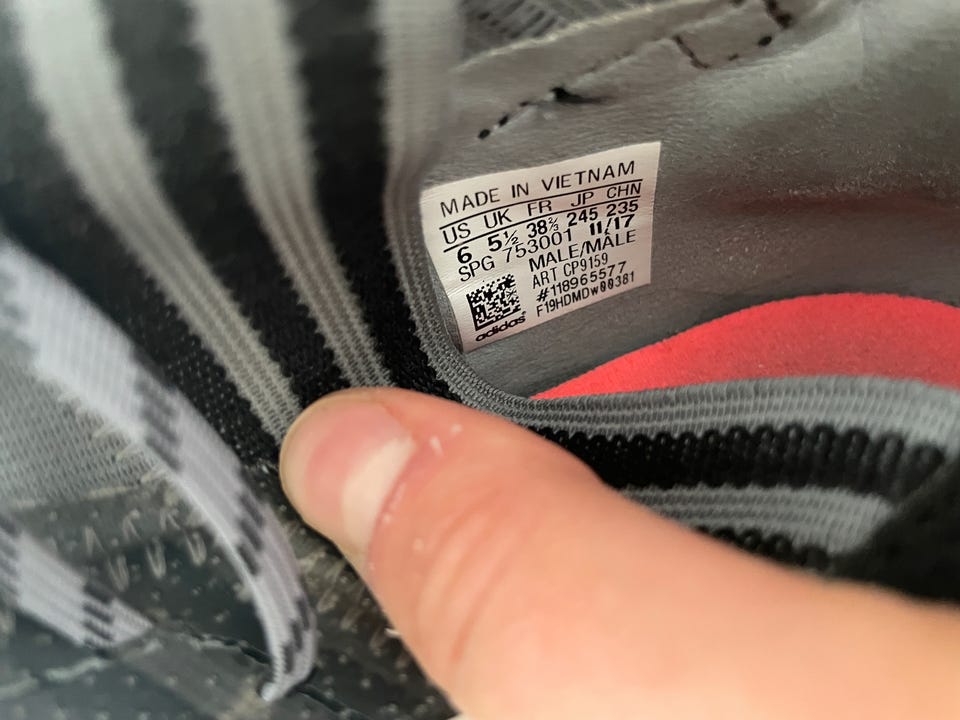 MADE IN VIETNAM
US UK FR JP CHN
6 5½ 38⅔ 245 235
SPG 753001 11/17
MALE/MÂLE
ART CP9159
#118965577
F19HDMDW00381
adidas®